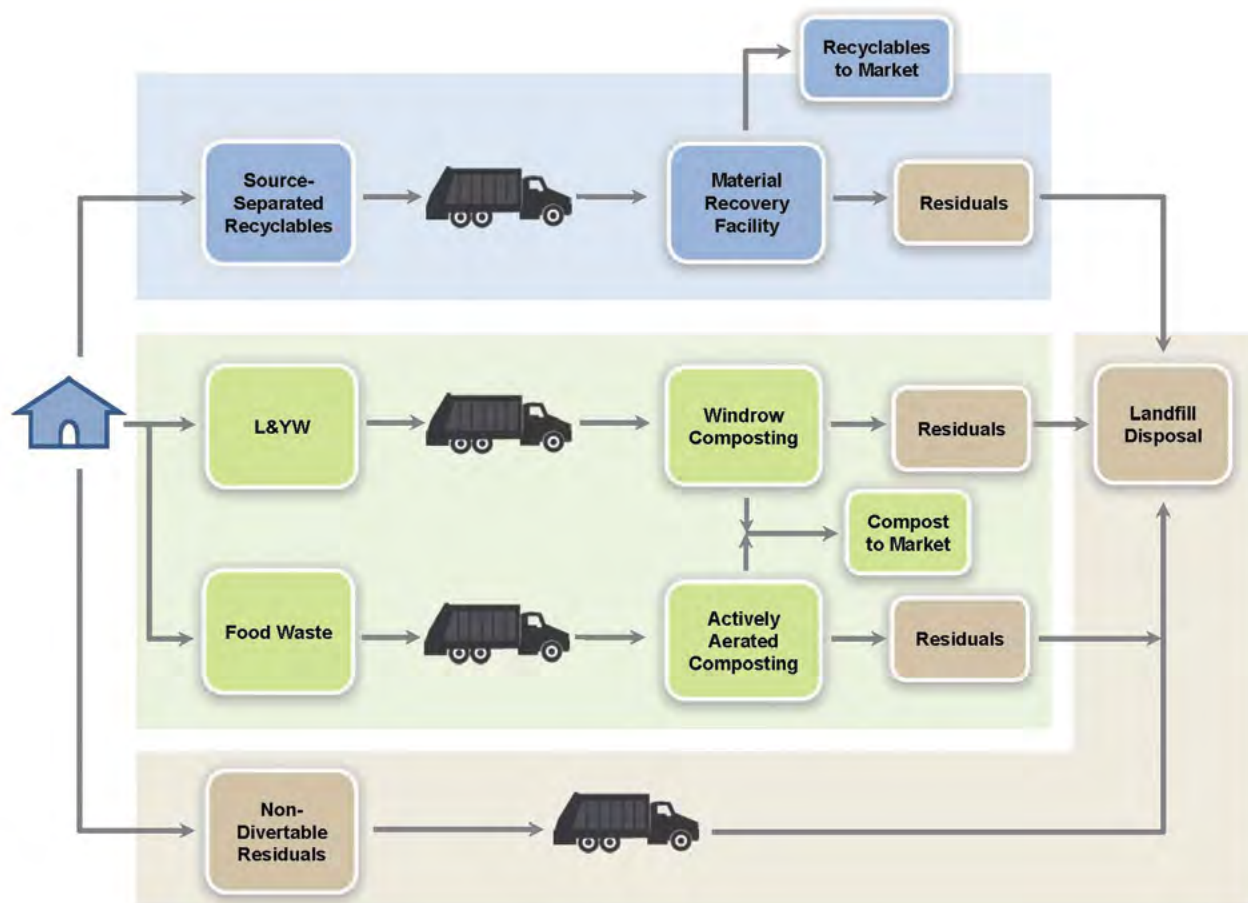 Recyclables
to Market
Source-
Separated
Recyclables
Material
Recovery
Facility
Residuals
L&YW
Windrow
Composting
Residuals
Landfill
Disposal
Compost
to Market
Food Waste
Actively
Aerated
Composting
Residuals
Non-
Divertable
Residuals